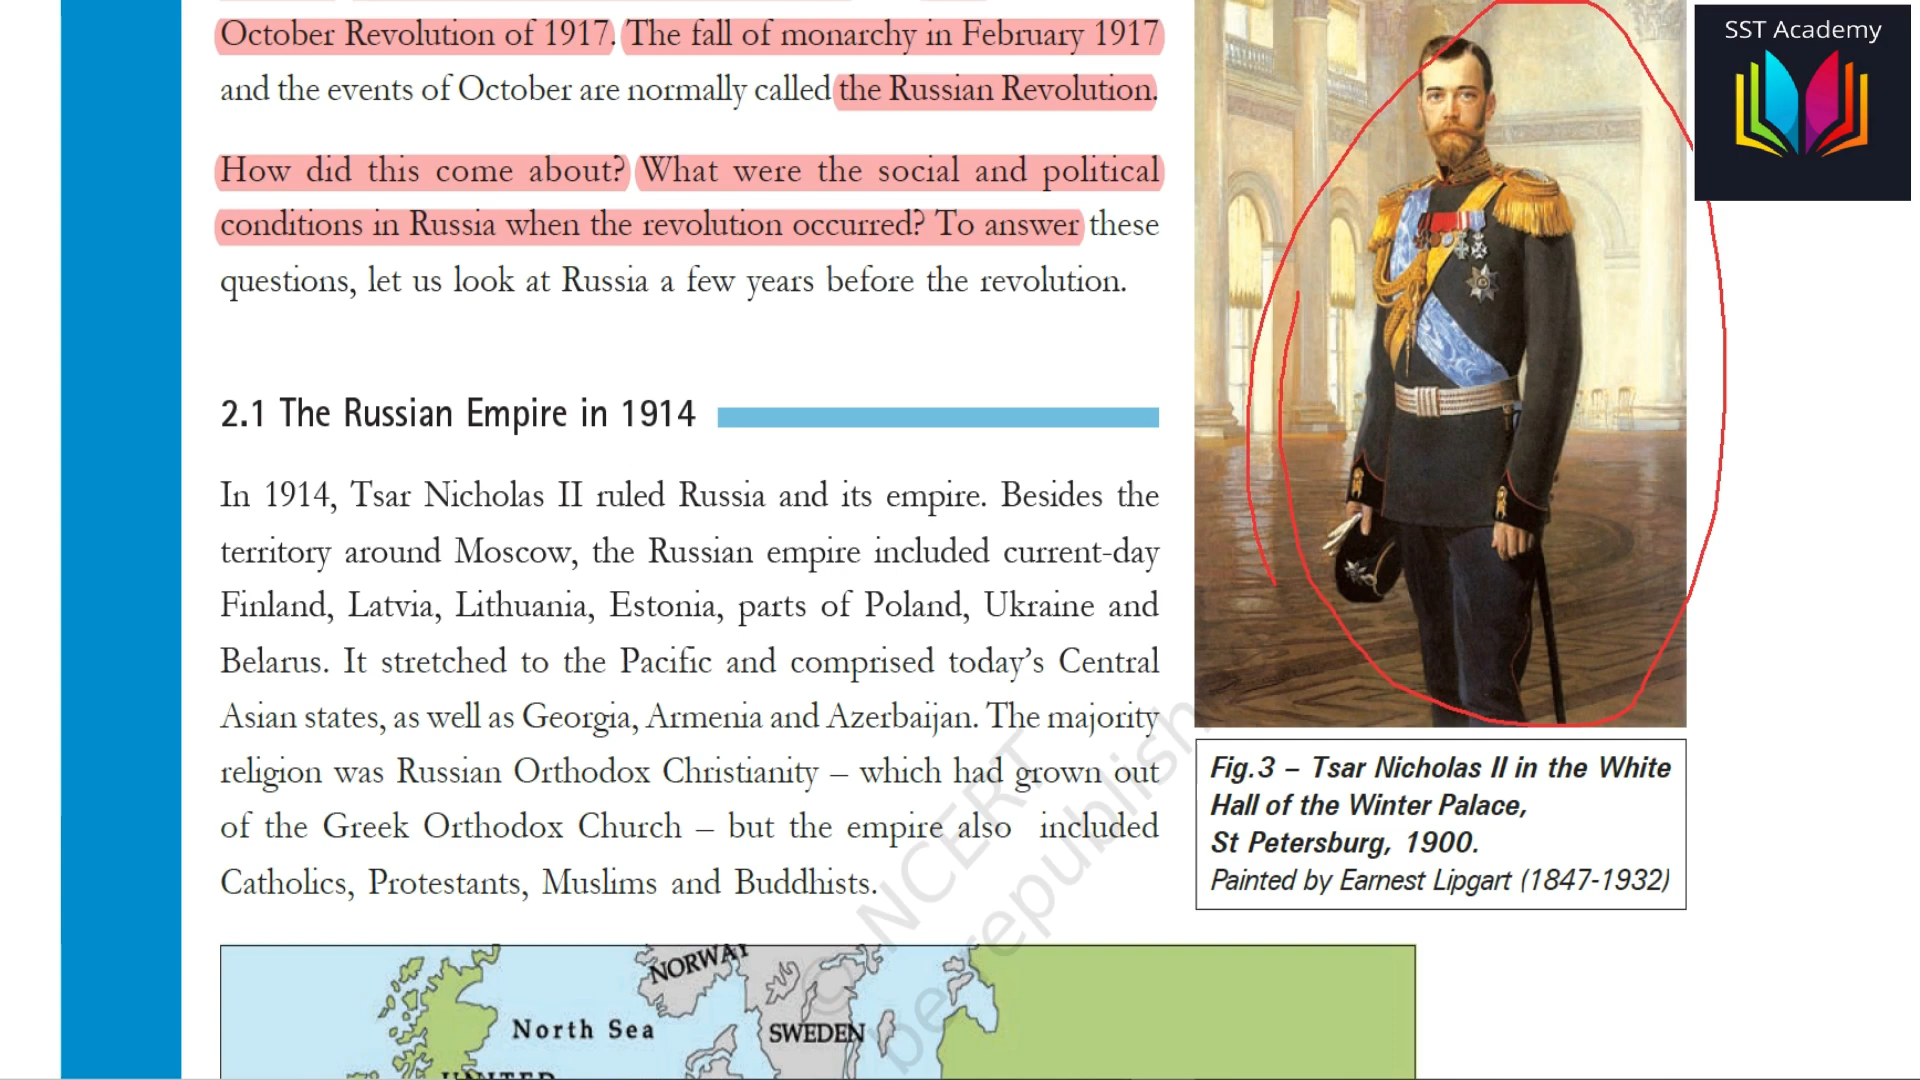 October Revolution of 1917. The fall of monarchy in February 1917
and the events of October are normally called the Russian Revolution.
How did this come about? What were the social and political
conditions in Russia when the revolution occurred? To answer these
questions, let us look at Russia a few years before the revolution.
2.1 The Russian Empire in 1914
In 1914, Tsar Nicholas II ruled Russia and its empire. Besides the
territory around Moscow, the Russian empire included current-day
Finland, Latvia, Lithuania, Estonia, parts of Poland, Ukraine and
Belarus. It stretched to the Pacific and comprised today's Central
Asian states, as well as Georgia, Armenia and Azerbaijan. The majority
religion was Russian Orthodox Christianity – which had grown out
of the Greek Orthodox Church – but the empire also included
Catholics, Protestants, Muslims and Buddhists.
SST Academy
Fig.3 – Tsar Nicholas II in the White
Hall of the Winter Palace,
St Petersburg, 1900.
Painted by Earnest Lipgart (1847-1932)
© NCERT
be republish
NORWAY
North Sea
SWEDEN
UNITED